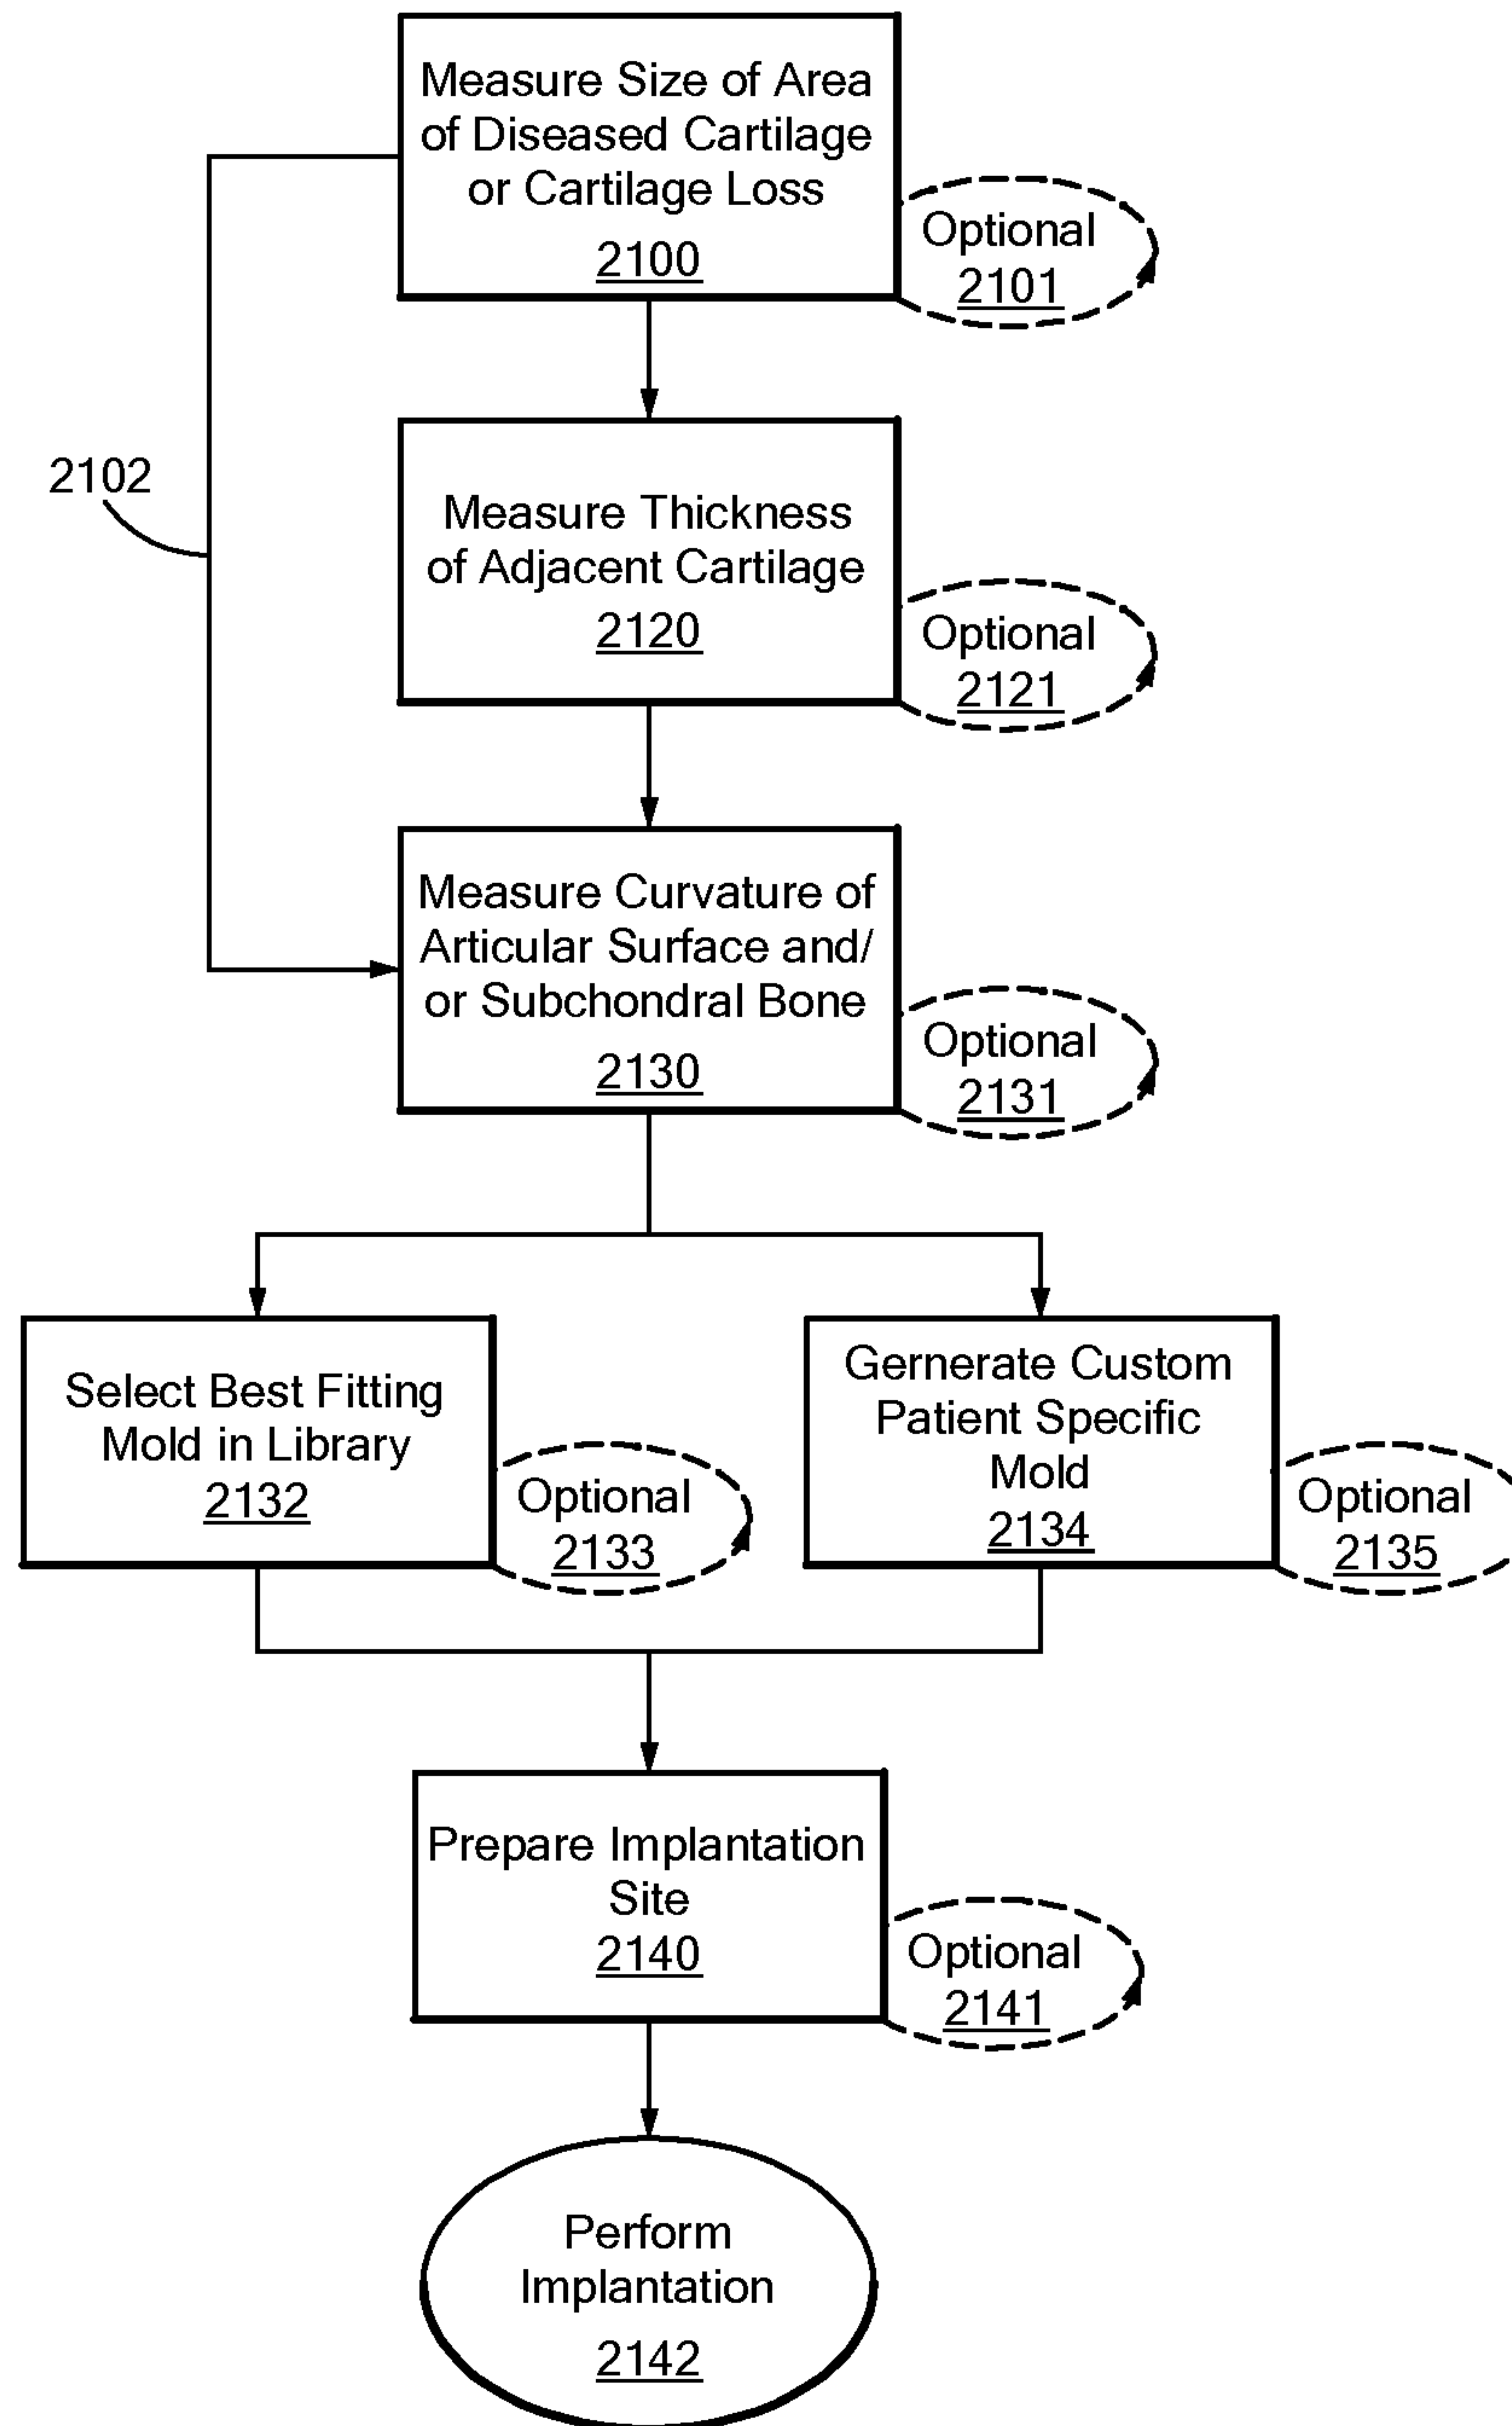 Measure Size of Area
of Diseased Cartilage
or Cartilage Loss
2100
Optional
2101
2102
Measure Thickness
of Adjacent Cartilage
2120
Optional
2121
Measure Curvature of
Articular Surface and/
or Subchondral Bone
2130
Optional
2131
Select Best Fitting
Mold in Library
2132
Optional
2133
Gernerate Custom
Patient Specific
Mold
2134
Optional
2135
Prepare Implantation
Site
2140
Optional
2141
Perform
Implantation
2142